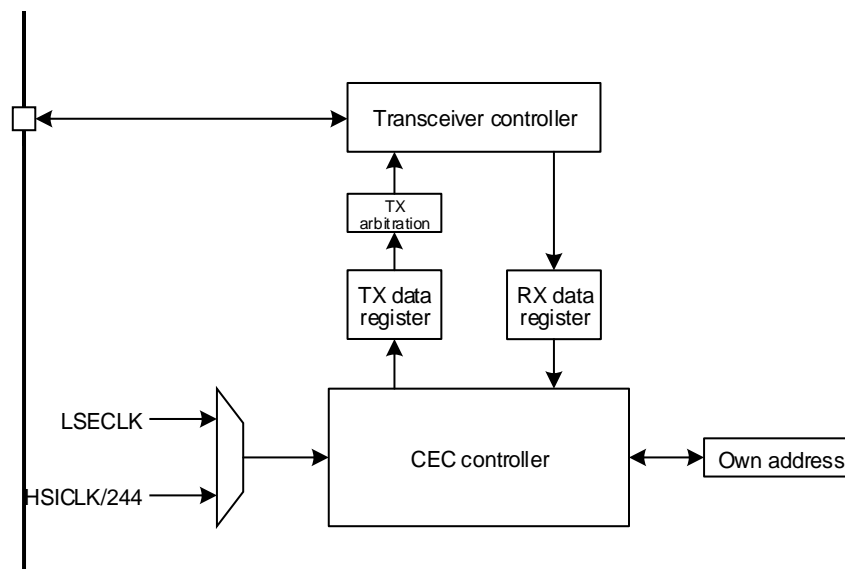 Transceiver controller
TX
arbitration
TX data
register
RX data
register
LSECLK
CEC controller
Own address
HSICLK/244